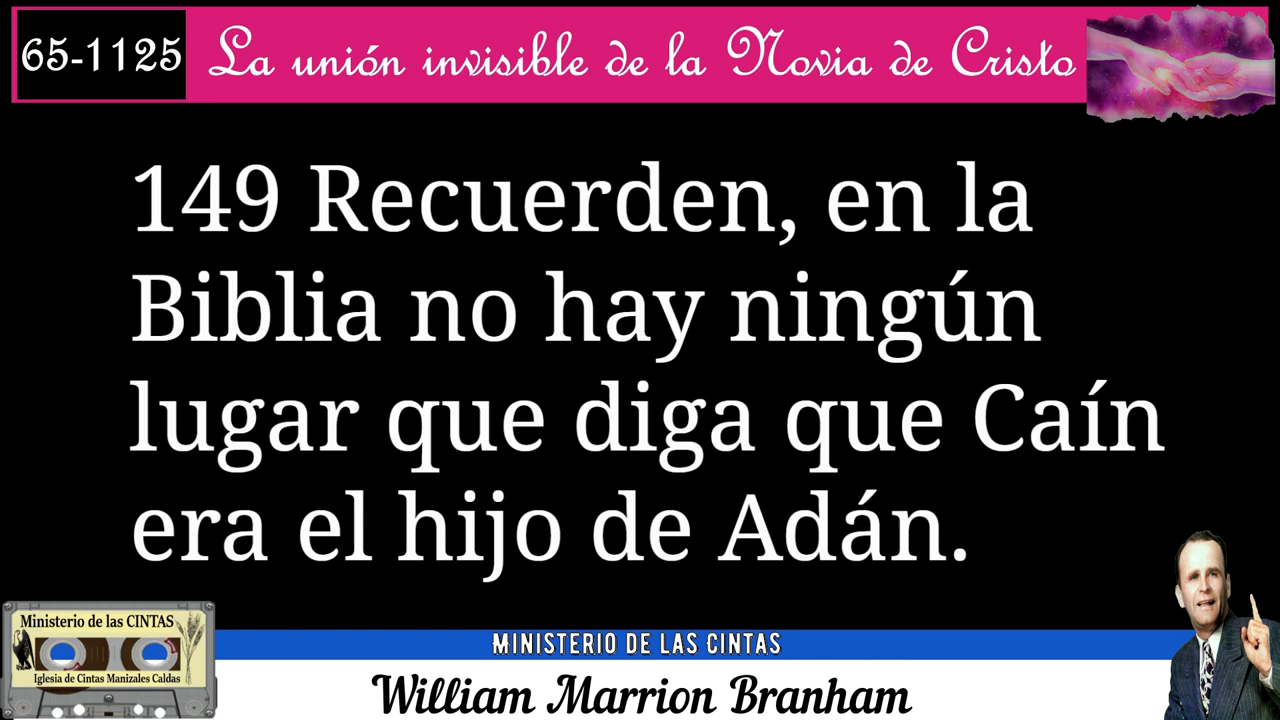 65-1125 La unión invisible de la Novia de Cristo
149 Recuerden, en la
Biblia no hay ningún
lugar que diga que Caín
era el hijo de Adán.
Ministerio de las CINTAS
Iglesia de Cintas Manizales Caldas
MINISTERIO DE LAS CINTAS
William Marrion Branham